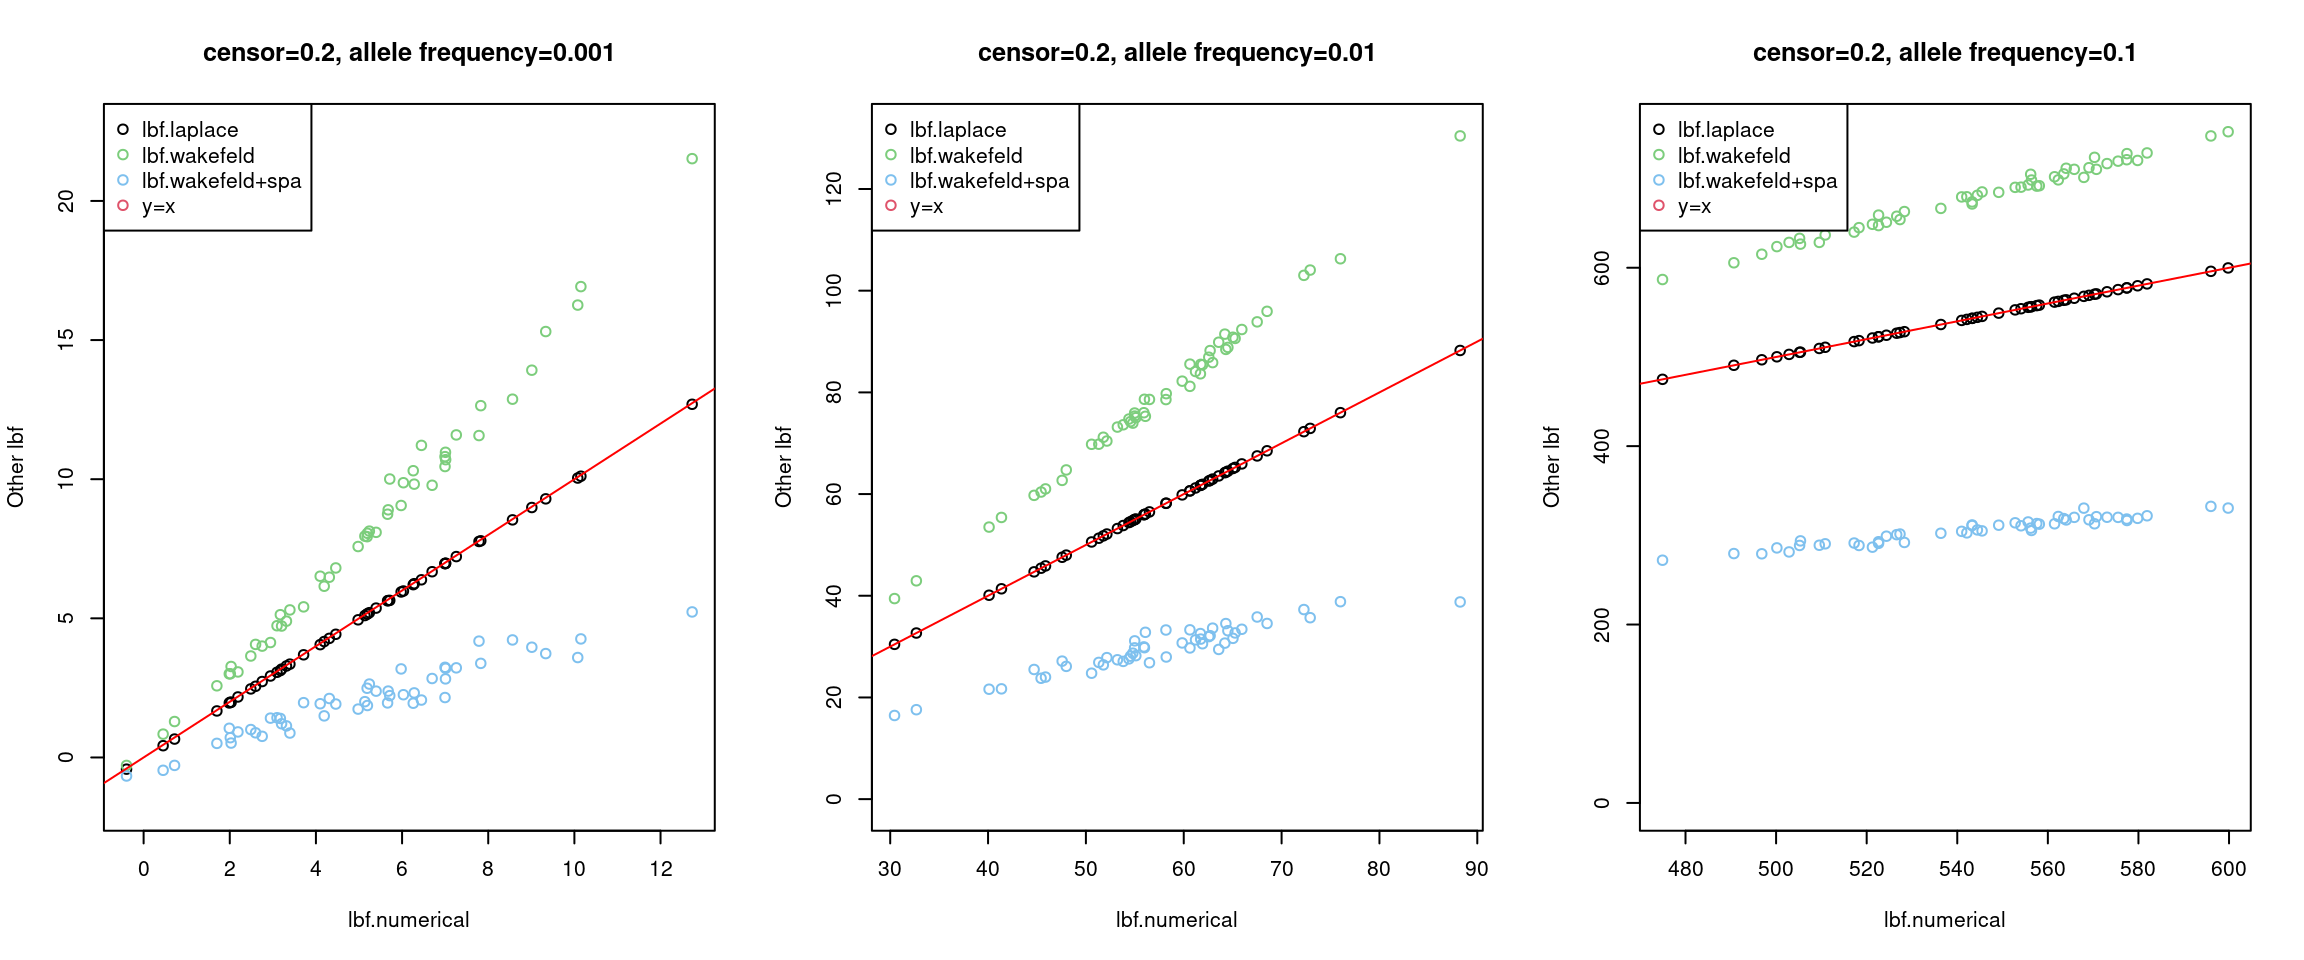 censor=0.2, allele frequency=0.001
lbf.laplace
lbf.wakefeld
lbf.wakefeld+spa
y=x
Other lbf
0 5 10 15 20
0 2 4 6 8 10 12
lbf.numerical
censor=0.2, allele frequency=0.01
lbf.laplace
lbf.wakefeld
lbf.wakefeld+spa
y=x
Other lbf
0 20 40 60 80 100 120
30 40 50 60 70 80 90
lbf.numerical
censor=0.2, allele frequency=0.1
lbf.laplace
lbf.wakefeld
lbf.wakefeld+spa
y=x
Other lbf
0 200 400 600
480 500 520 540 560 580 600
lbf.numerical